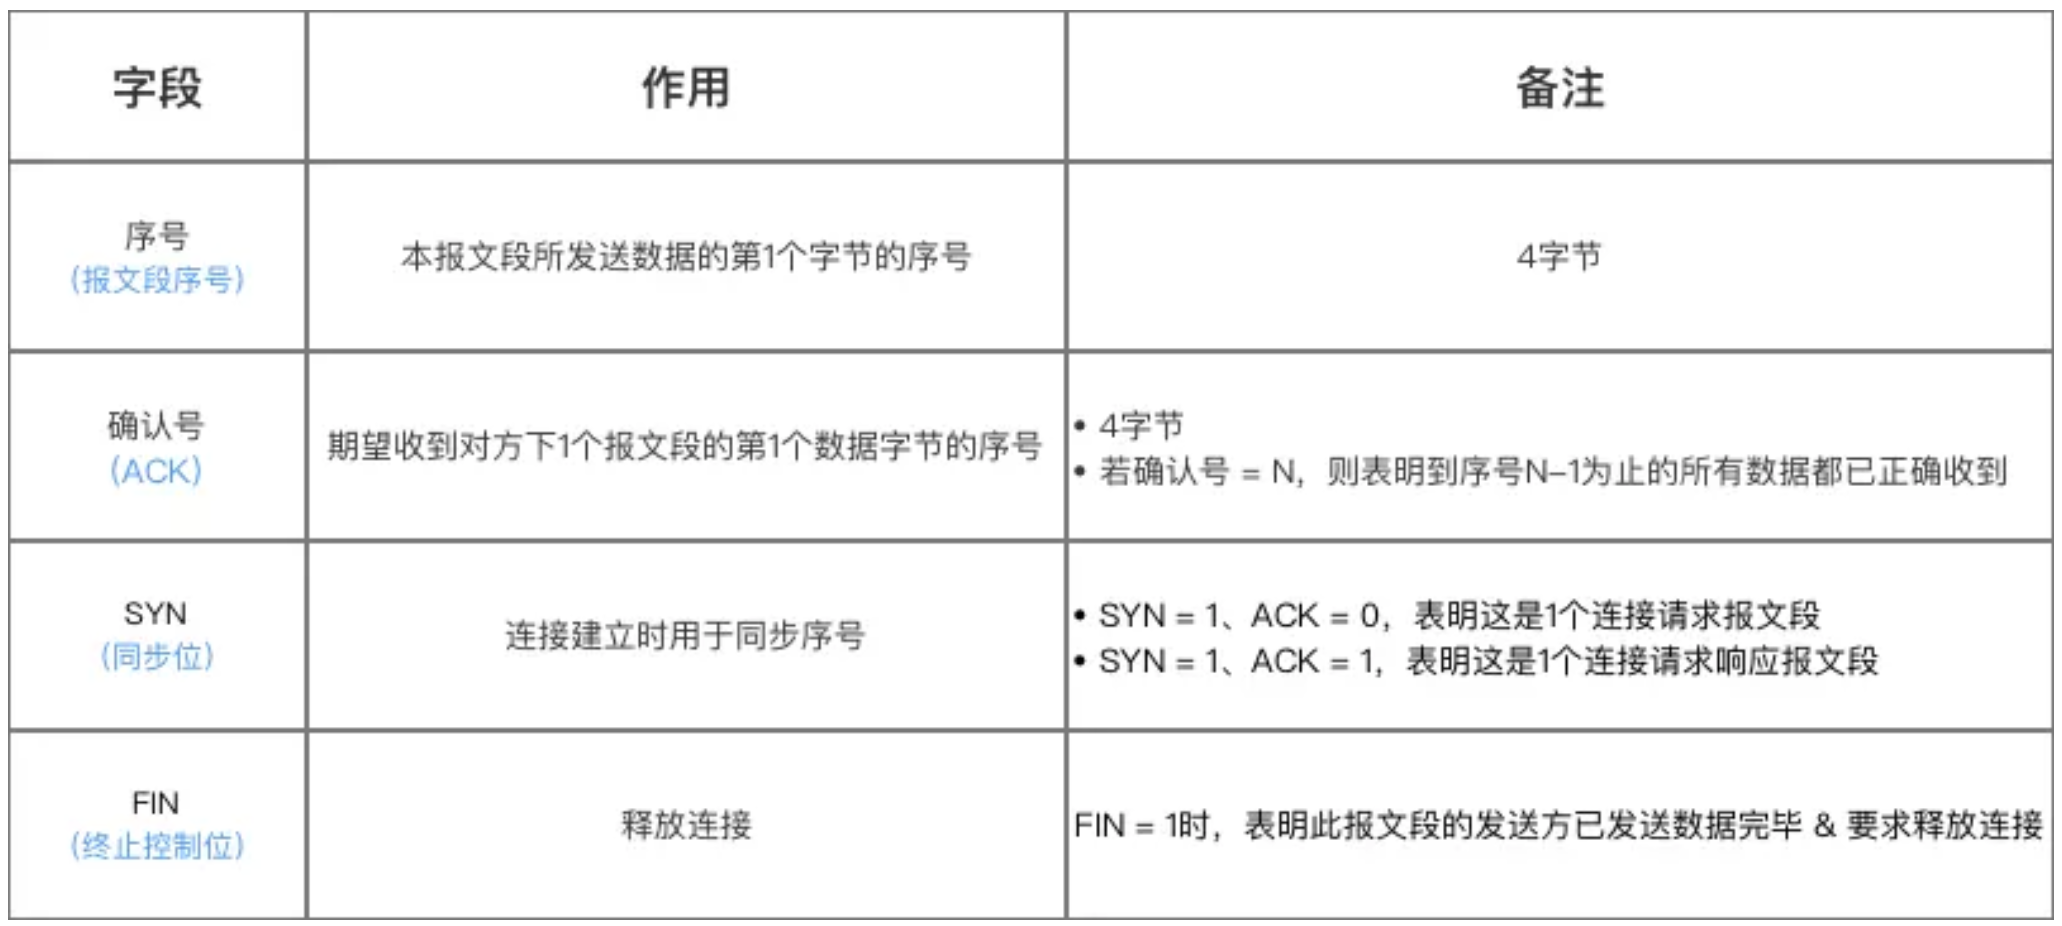 字段
作用
备注
序号
(报文段序号)
本报文段所发送数据的第1个字节的序号
4字节
确认号
(ACK)
期望收到对方下1个报文段的第1个数据字节的序号
• 4字节
• 若确认号 = N，则表明到序号N-1为止的所有数据都已正确收到
SYN
(同步位)
连接建立时用于同步序号
• SYN = 1、ACK = 0，表明这是1个连接请求报文段
• SYN = 1、ACK = 1，表明这是1个连接请求响应报文段
FIN
(终止控制位)
释放连接
FIN = 1时，表明此报文段的发送方已发送数据完毕 & 要求释放连接